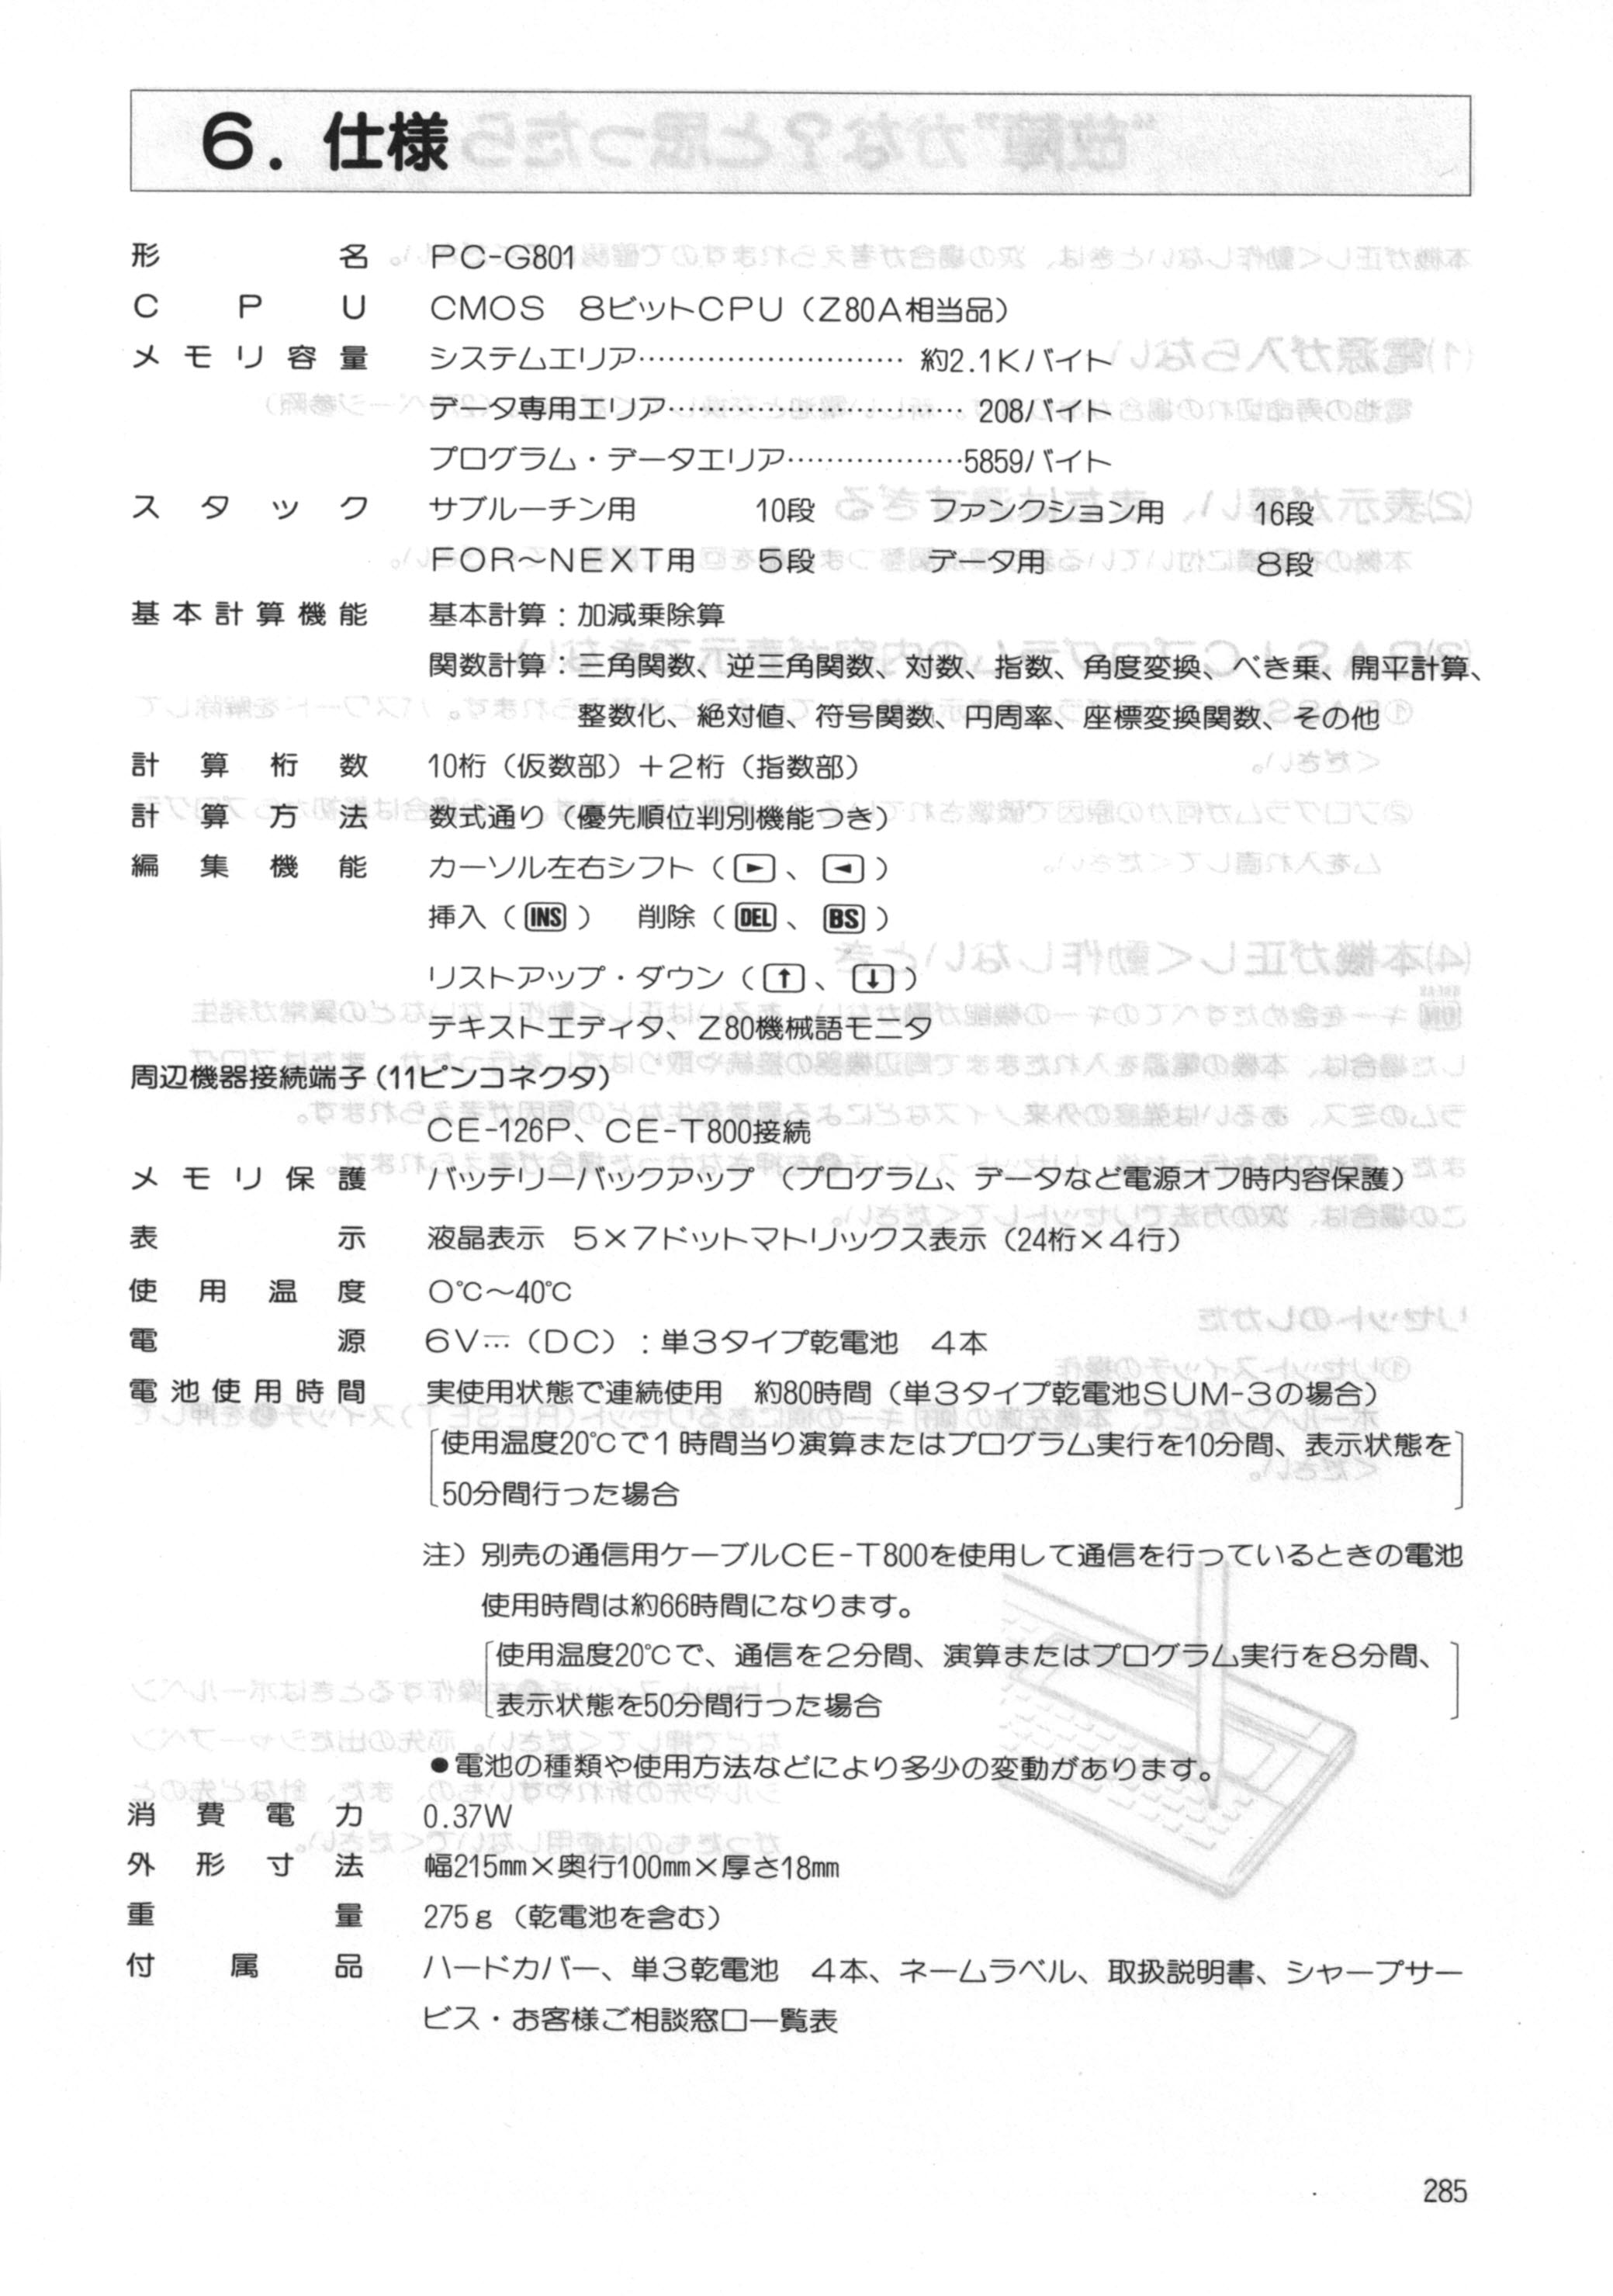 6. 仕様
形名 PC-G801
CPU CMOS 8ビットCPU（Z80A相当品）
メモリ容量 システムエリア…………………………約2.1Kバイト
データ専用エリア…………………………208バイト
プログラム・データエリア………………5859バイト
スタック サブルーチン用 10段 ファンクション用 16段
FOR～NEXT用 5段 データ用 8段
基本計算機能 基本計算：加減乗除算
関数計算：三角関数、逆三角関数、対数、指数、角度変換、べき乗、開平計算、
整数化、絶対値、符号関数、円周率、座標変換関数、その他
計算桁数 10桁（仮数部）＋2桁（指数部）
計算方法 数式通り（優先順位判別機能つき）
編集機能 カーソル左右シフト（►、◄）
挿入（INS） 削除（DEL、BS）
リストアップ・ダウン（↑、↓）
テキストエディタ、Z80機械語モニタ
周辺機器接続端子（11ピンコネクタ）
CE-126P、CE-T800接続
メモリ保護 バッテリーバックアップ（プログラム、データなど電源オフ時内容保護）
表示 液晶表示 5×7ドットマトリックス表示（24桁×4行）
使用温度 0℃～40℃
電源 6V⎓（DC）：単3タイプ乾電池 4本
電池使用時間 実使用状態で連続使用 約80時間（単3タイプ乾電池SUM-3の場合）
［使用温度20℃で1時間当り演算またはプログラム実行を10分間、表示状態を
50分間行った場合］
注）別売の通信用ケーブルCE-T800を使用して通信を行っているときの電池
使用時間は約66時間になります。
［使用温度20℃で、通信を2分間、演算またはプログラム実行を8分間、
表示状態を50分間行った場合］
●電池の種類や使用方法などにより多少の変動があります。
消費電力 0.37W
外形寸法 幅215㎜×奥行100㎜×厚さ18㎜
重量 275g（乾電池を含む）
付属品 ハードカバー、単3乾電池 4本、ネームラベル、取扱説明書、シャープサー
ビス・お客様ご相談窓口一覧表
285